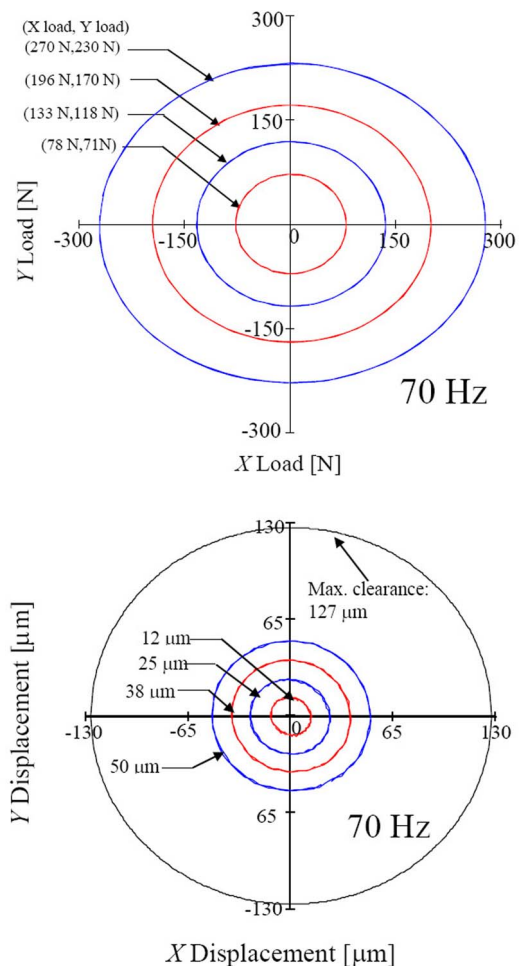 300
(X load, Y load)
(270 N,230 N)
(196 N,170 N)
150
(133 N,118 N)
(78 N,71N)
Y Load [N]
-300
-150
0
150
300
-150
70 Hz
-300
X Load [N]
130
Max. clearance:
127 μm
65
12 μm
25 μm
38 μm
Y Displacement [μm]
-130
-65
0
65
130
50 μm
65
70 Hz
-130
X Displacement [μm]